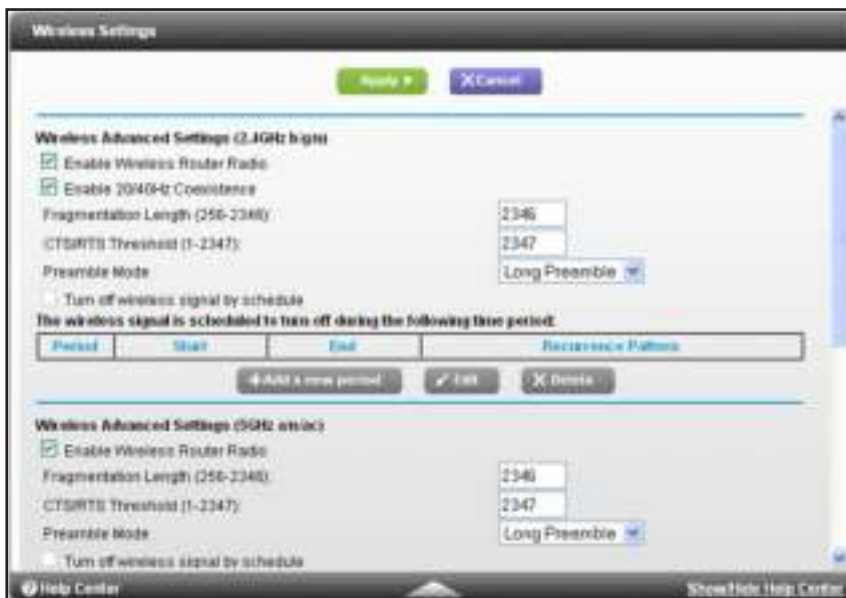 Wireless Settings
Apply
X Cancel
Wireless Advanced Settings (2.4GHz b/g/n)
Enable Wireless Router Radio
Enable 20/40Hz Coexistence
Fragmentation Length (256-2346):
2346
CTS/RTS Threshold (1-2347):
2347
Preamble Mode
Long Preamble
Turn off wireless signal by schedule
The wireless signal is scheduled to turn off during the following time period:
Period Start End Recurrence Pattern
+Add a new period Edit X Delete
Wireless Advanced Settings (5GHz a/n/ac)
Enable Wireless Router Radio
Fragmentation Length (256-2346):
2346
CTS/RTS Threshold (1-2347):
2347
Preamble Mode
Long Preamble
Turn off wireless signal by schedule
Help Center
Show/Hide Help Center